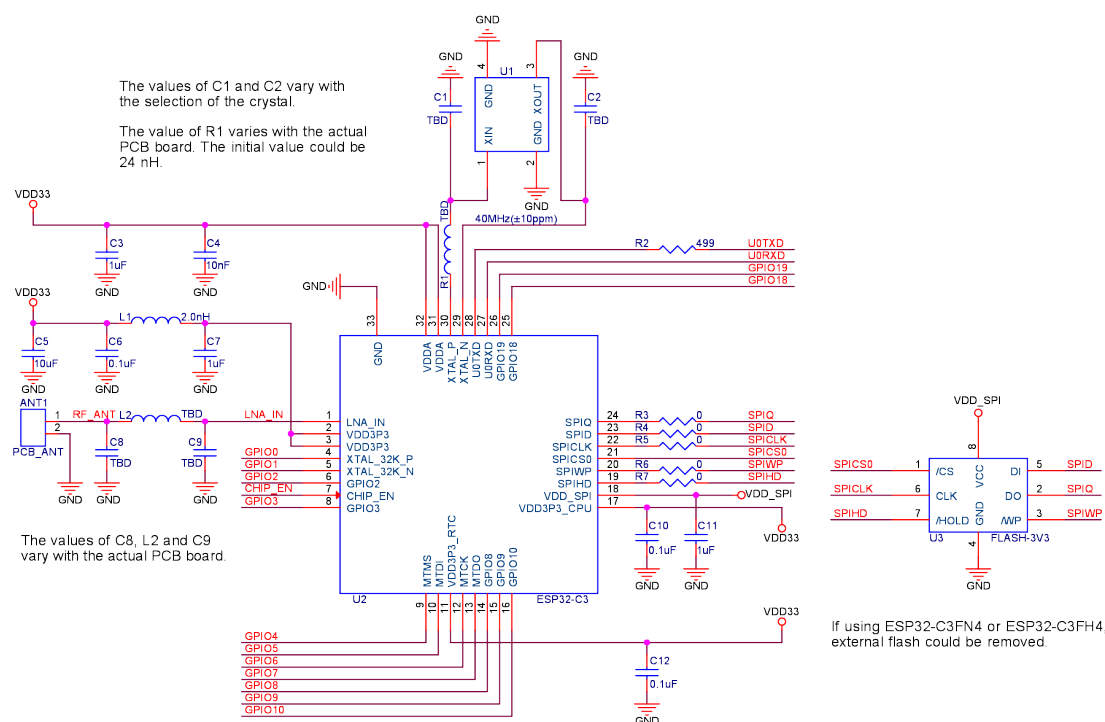 GND
4
3
U1
GND
GND
C1
TBD
GND
XOUT
XIN
GND
C2
TBD
1
2
GND
The values of C1 and C2 vary with
the selection of the crystal.
The value of R1 varies with the actual
PCB board. The initial value could be
24 nH.
VDD33
TBD
40MHz(±10ppm)
R1
C3
1uF
GND
C4
10nF
GND
R2
499
U0TXD
U0RXD
GPIO19
GPIO18
GND
VDD33
L1
2.0nH
C5
10uF
GND
C6
0.1uF
GND
C7
1uF
GND
33
32
31
30
29
28
27
26
25
GND
VDDA
VDDA
XTAL_P
XTAL_N
U0TXD
U0RXD
GPIO19
GPIO18
ANT1
1
2
PCB_ANT
RF_ANT
L2
TBD
LNA_IN
C8
TBD
GND
C9
TBD
GND
GND
GPIO0
GPIO1
GPIO2
CHIP_EN
GPIO3
1
2
3
4
5
6
7
8
LNA_IN
VDD3P3
VDD3P3
XTAL_32K_P
XTAL_32K_N
GPIO2
CHIP_EN
GPIO3
SPIQ
SPID
SPICLK
SPICS0
SPIWP
SPIHD
VDD_SPI
VDD3P3_CPU
24
23
22
21
20
19
18
17
R3
0
SPIQ
R4
0
SPID
R5
0
SPICLK
SPICS0
R6
0
SPIWP
R7
0
SPIHD
VDD_SPI
VDD33
C10
0.1uF
GND
C11
1uF
GND
VDD_SPI
8
SPICS0
1
/CS
VCC
DI
5
SPID
SPICLK
6
CLK
DO
2
SPIQ
SPIHD
7
/HOLD
GND
/WP
3
SPIWP
U3
4
FLASH-3V3
GND
The values of C8, L2 and C9
vary with the actual PCB board.
MTMS
MTDI
VDD3P3_RTC
MTCK
MTDO
GPIO8
GPIO9
GPIO10
U2
ESP32-C3
9
10
11
12
13
14
15
16
GPIO4
GPIO5
GPIO6
GPIO7
GPIO8
GPIO9
GPIO10
VDD33
C12
0.1uF
GND
If using ESP32-C3FN4 or ESP32-C3FH4,
external flash could be removed.